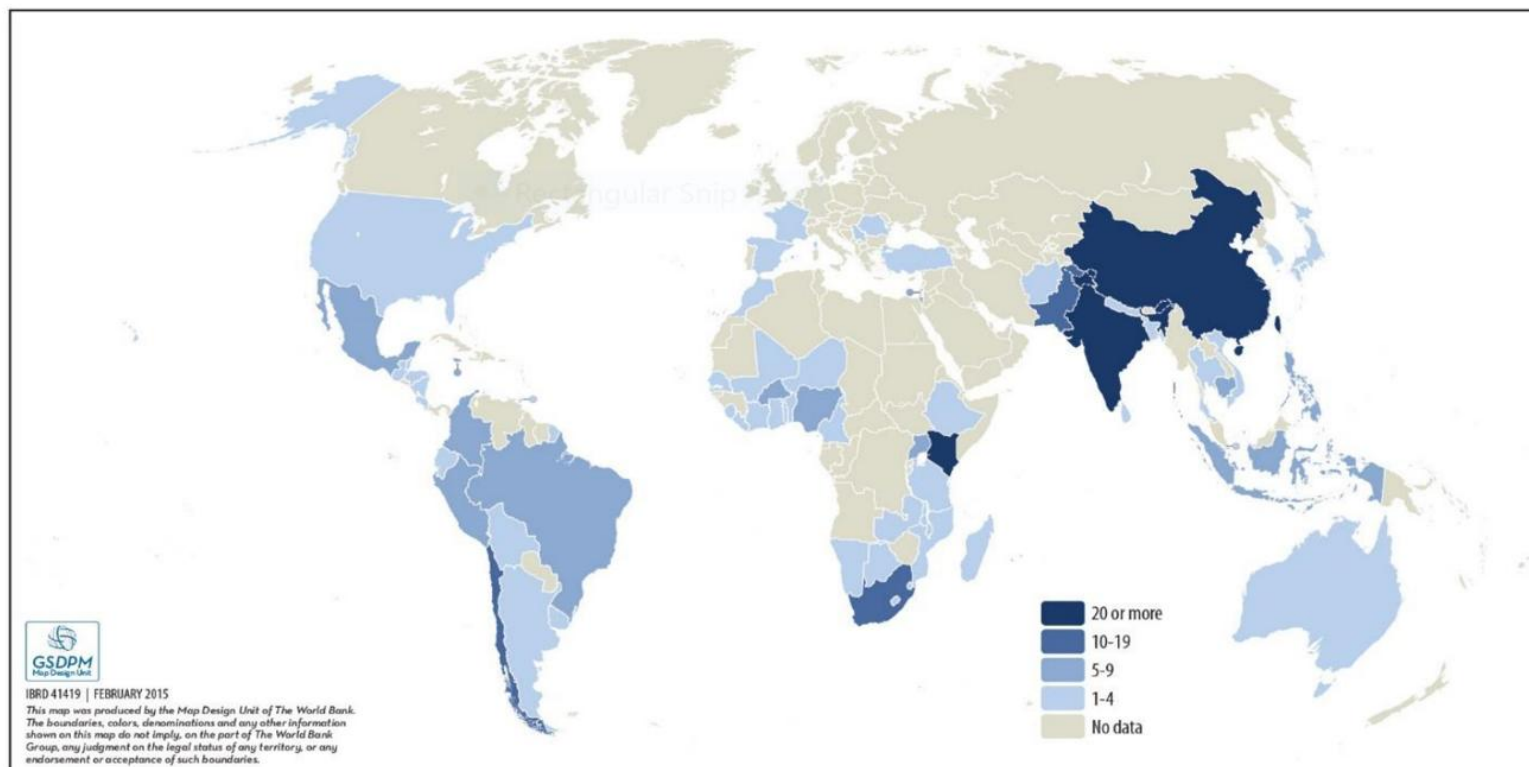 Rectangular Snip
20 or more
10-19
5-9
1-4
No data
GSDPM
Map Design Unit
IBRD 41419 | FEBRUARY 2015
This map was produced by the Map Design Unit of The World Bank.
The boundaries, colors, denominations and any other information
shown on this map do not imply, on the part of The World Bank
Group, any judgment on the legal status of any territory, or any
endorsement or acceptance of such boundaries.